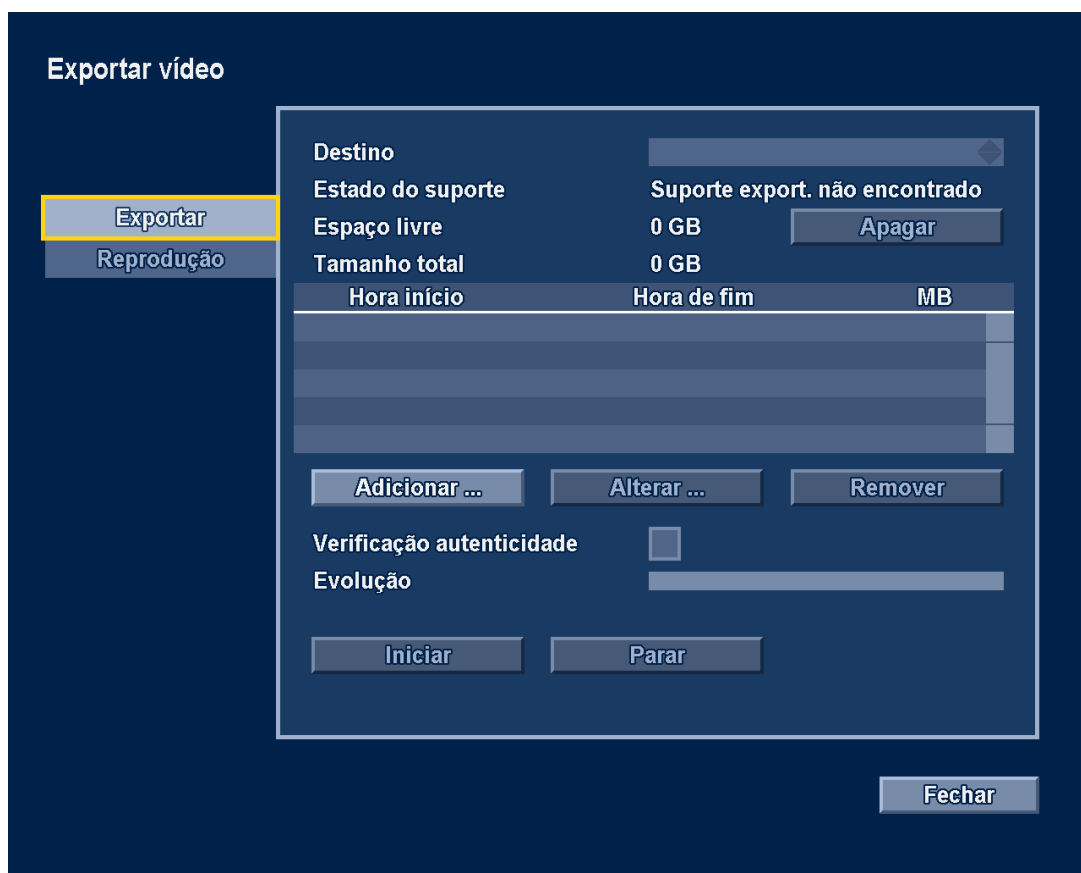 Exportar vídeo
Destino
Estado do suporte Suporte export. não encontrado
Exportar
Espaço livre 0 GB Apagar
Reprodução
Tamanho total 0 GB
Hora início Hora de fim MB
Adicionar ... Alterar ... Remover
Verificação autenticidade
Evolução
Iniciar Parar
Fechar